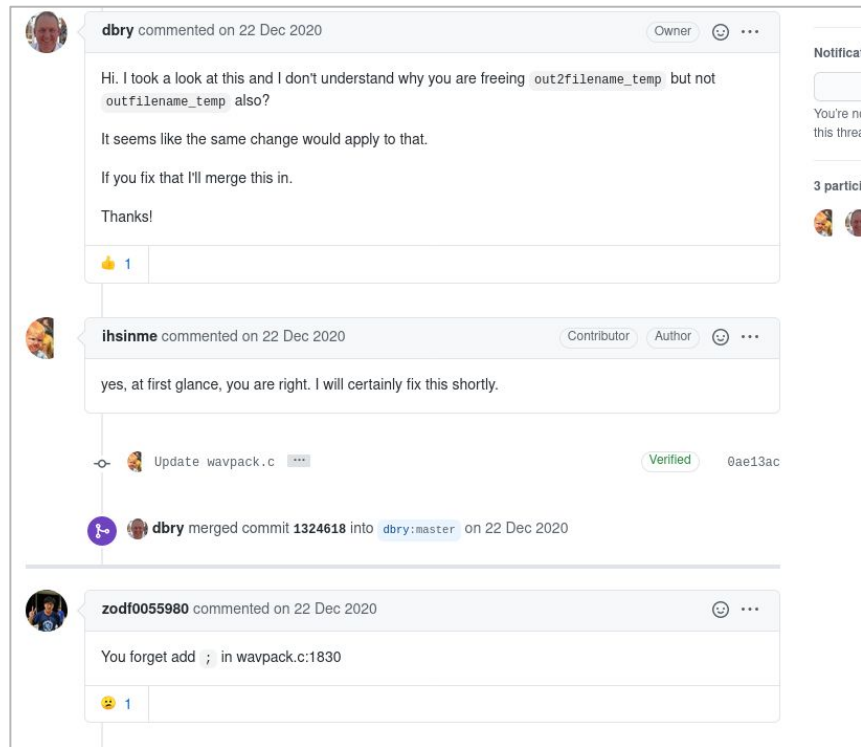 dbry commented on 22 Dec 2020 Owner
Notificat
Hi. I took a look at this and I don't understand why you are freeing out2filename_temp but not
outfilename_temp also?
You're no
this threa
It seems like the same change would apply to that.
If you fix that I'll merge this in.
3 partici
Thanks!
1
ihsinme commented on 22 Dec 2020 Contributor Author
yes, at first glance, you are right. I will certainly fix this shortly.
Update wavpack.c ... Verified 0ae13ac
dbry merged commit 1324618 into dbry:master on 22 Dec 2020
zodf0055980 commented on 22 Dec 2020
You forget add ; in wavpack.c:1830
1